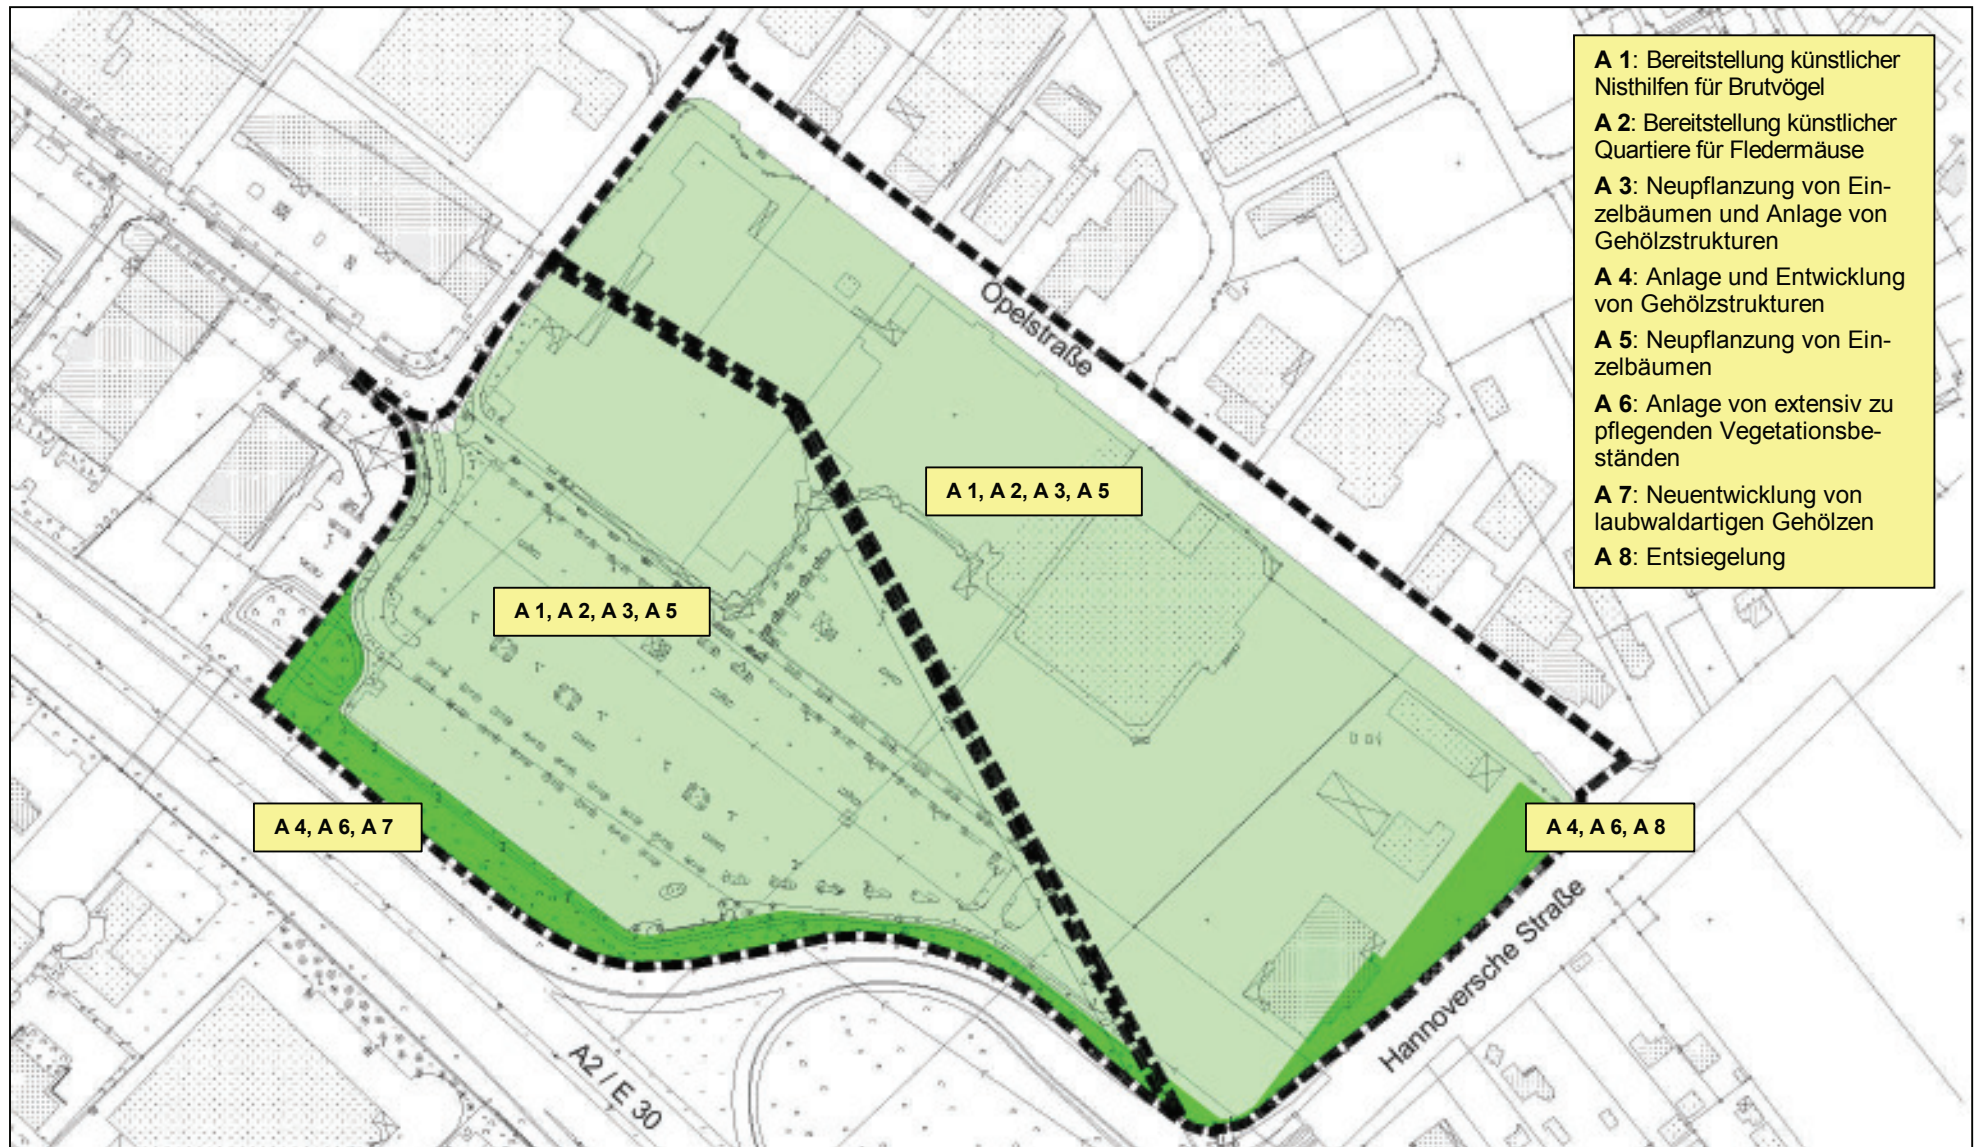 A 1: Bereitstellung künstlicher
Nisthilfen für Brutvögel
A 2: Bereitstellung künstlicher
Quartiere für Fledermäuse
A 3: Neupflanzung von Ein-
zelbäumen und Anlage von
Gehölzstrukturen
A 4: Anlage und Entwicklung
von Gehölzstrukturen
A 5: Neupflanzung von Ein-
zelbäumen
A 6: Anlage von extensiv zu
pflegenden Vegetationsbe-
ständen
A 7: Neuentwicklung von
laubwaldartigen Gehölzen
A 8: Entsiegelung
Opelstraße
A 1, A 2, A 3, A 5
A 1, A 2, A 3, A 5
A 4, A 6, A 7
A 4, A 6, A 8
Hannoversche Straße
A2 / E 30